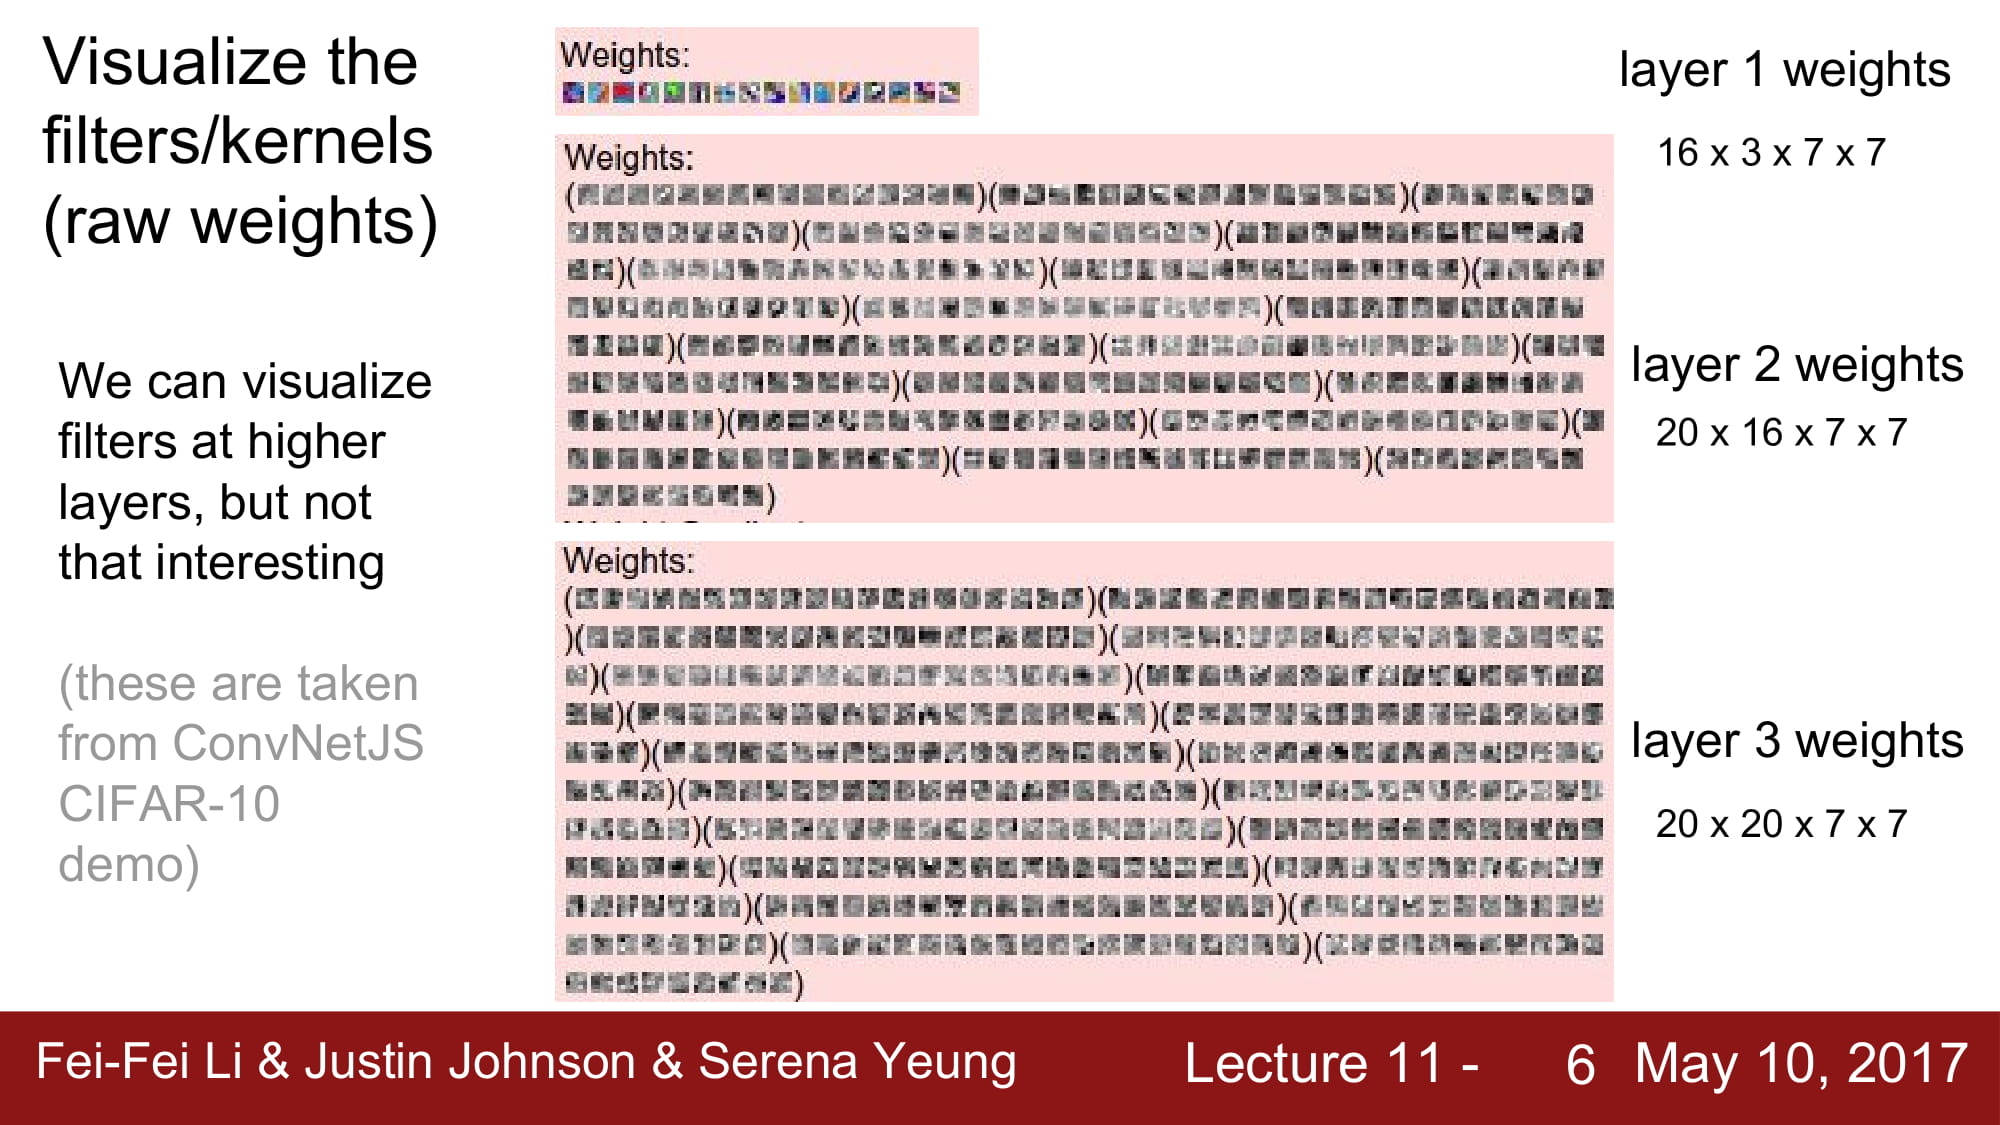 Visualize the
filters/kernels
(raw weights)
We can visualize
filters at higher
layers, but not
that interesting
(these are taken
from ConvNetJS
CIFAR-10
demo)
Weights:
layer 1 weights
16 x 3 x 7 x 7
Weights:
layer 2 weights
20 x 16 x 7 x 7
Weights:
layer 3 weights
20 x 20 x 7 x 7
Fei-Fei Li & Justin Johnson & Serena Yeung
Lecture 11 - 6 May 10, 2017